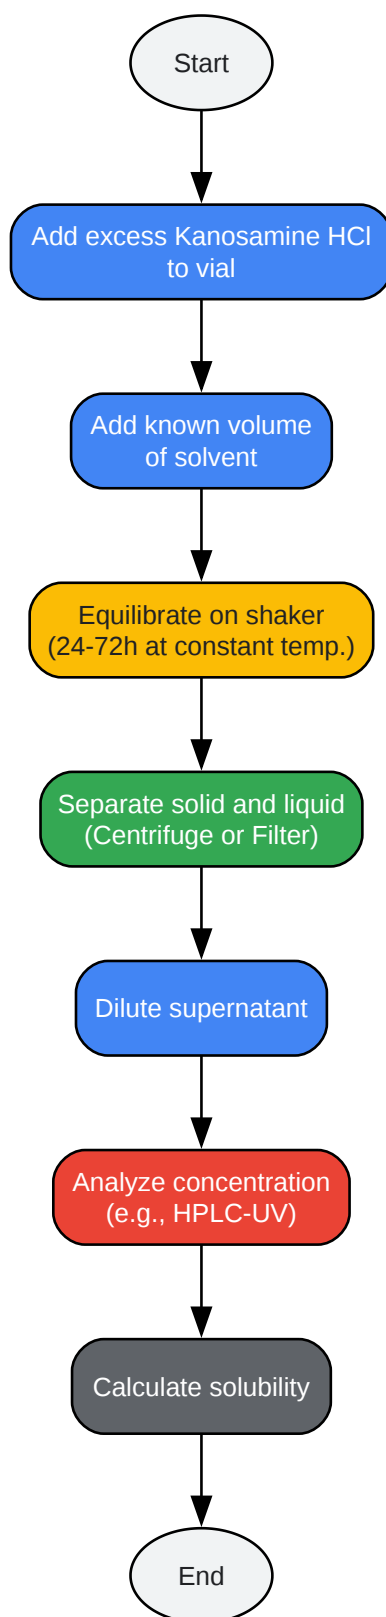 Start
Add excess Kanosamine HCl
to vial
Add known volume
of solvent
Equilibrate on shaker
(24-72h at constant temp.)
Separate solid and liquid
(Centrifuge or Filter)
Dilute supernatant
Analyze concentration
(e.g., HPLC-UV)
Calculate solubility
End